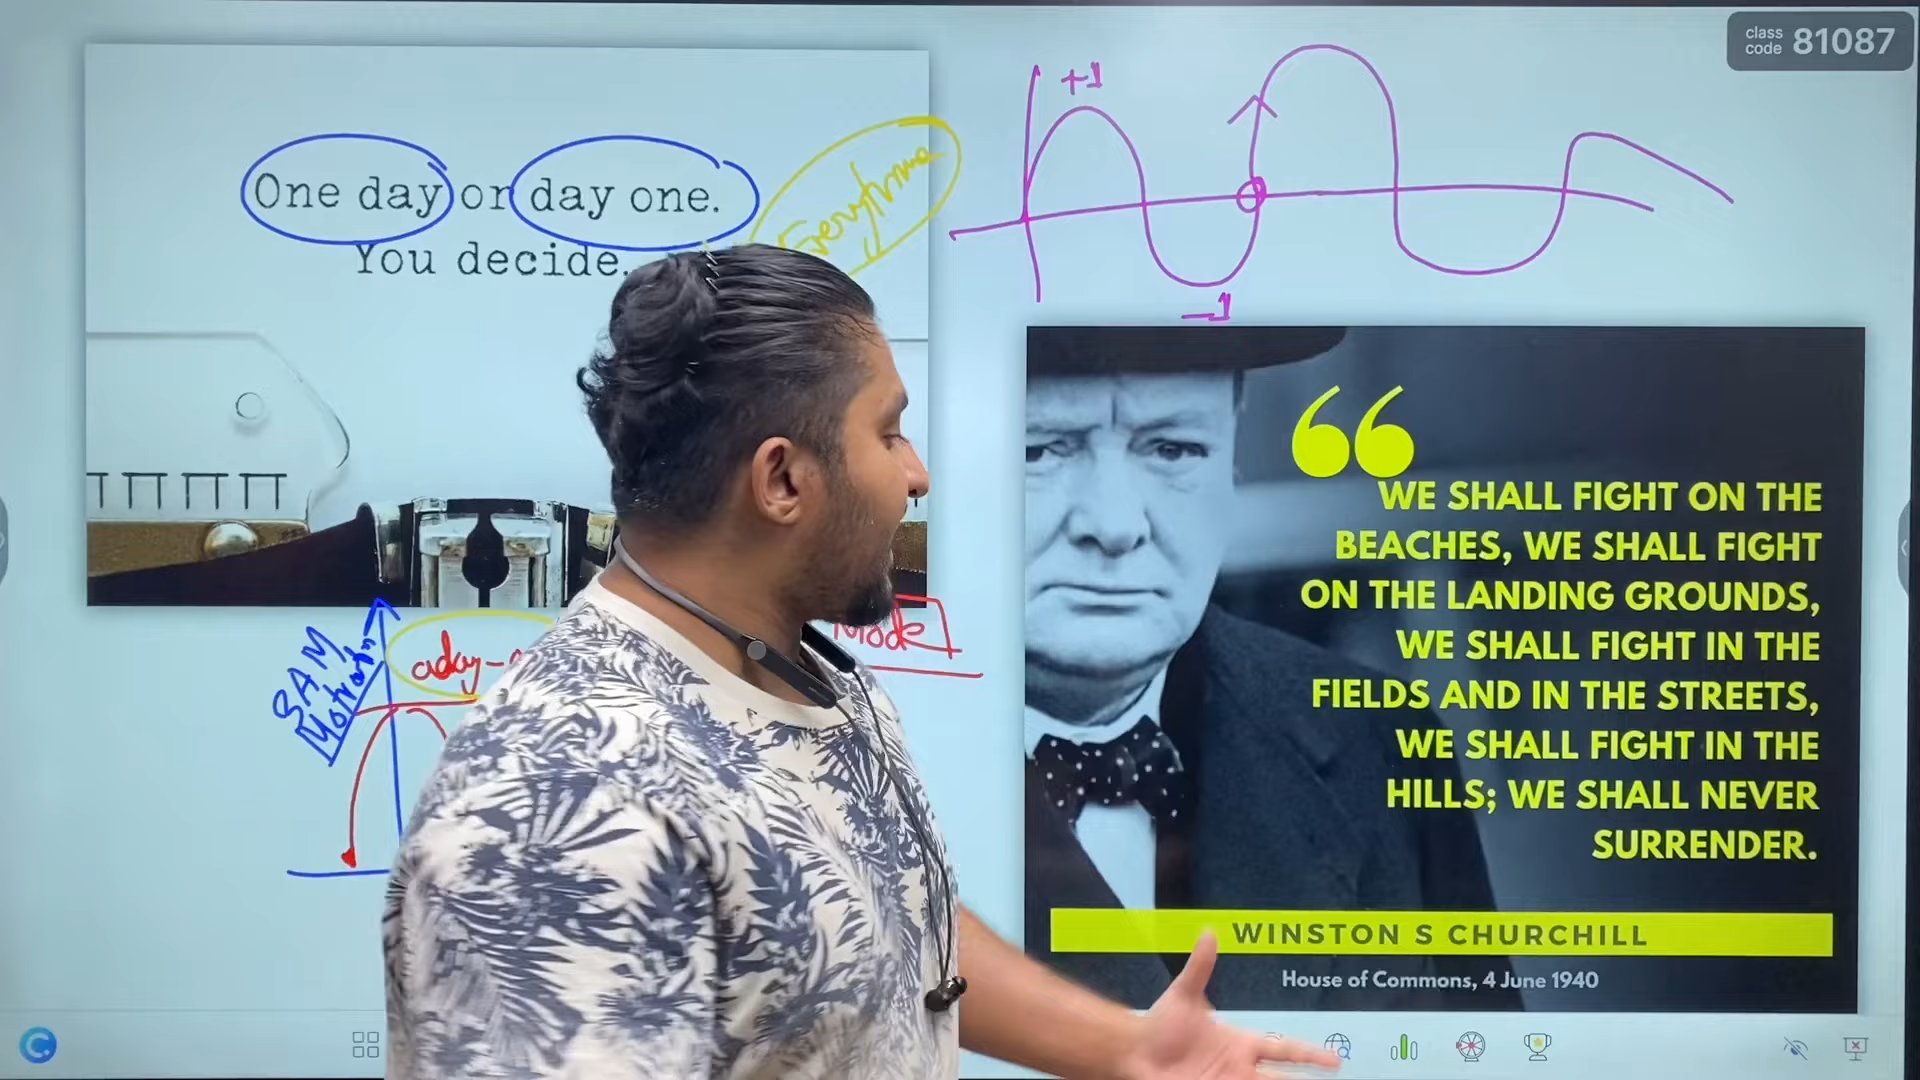 class
code 81087
One day or day one.
You decide.
+1
-1
WE SHALL FIGHT ON THE
BEACHES, WE SHALL FIGHT
ON THE LANDING GROUNDS,
WE SHALL FIGHT IN THE
FIELDS AND IN THE STREETS,
WE SHALL FIGHT IN THE
HILLS; WE SHALL NEVER
SURRENDER.
WINSTON S CHURCHILL
House of Commons, 4 June 1940
Mode